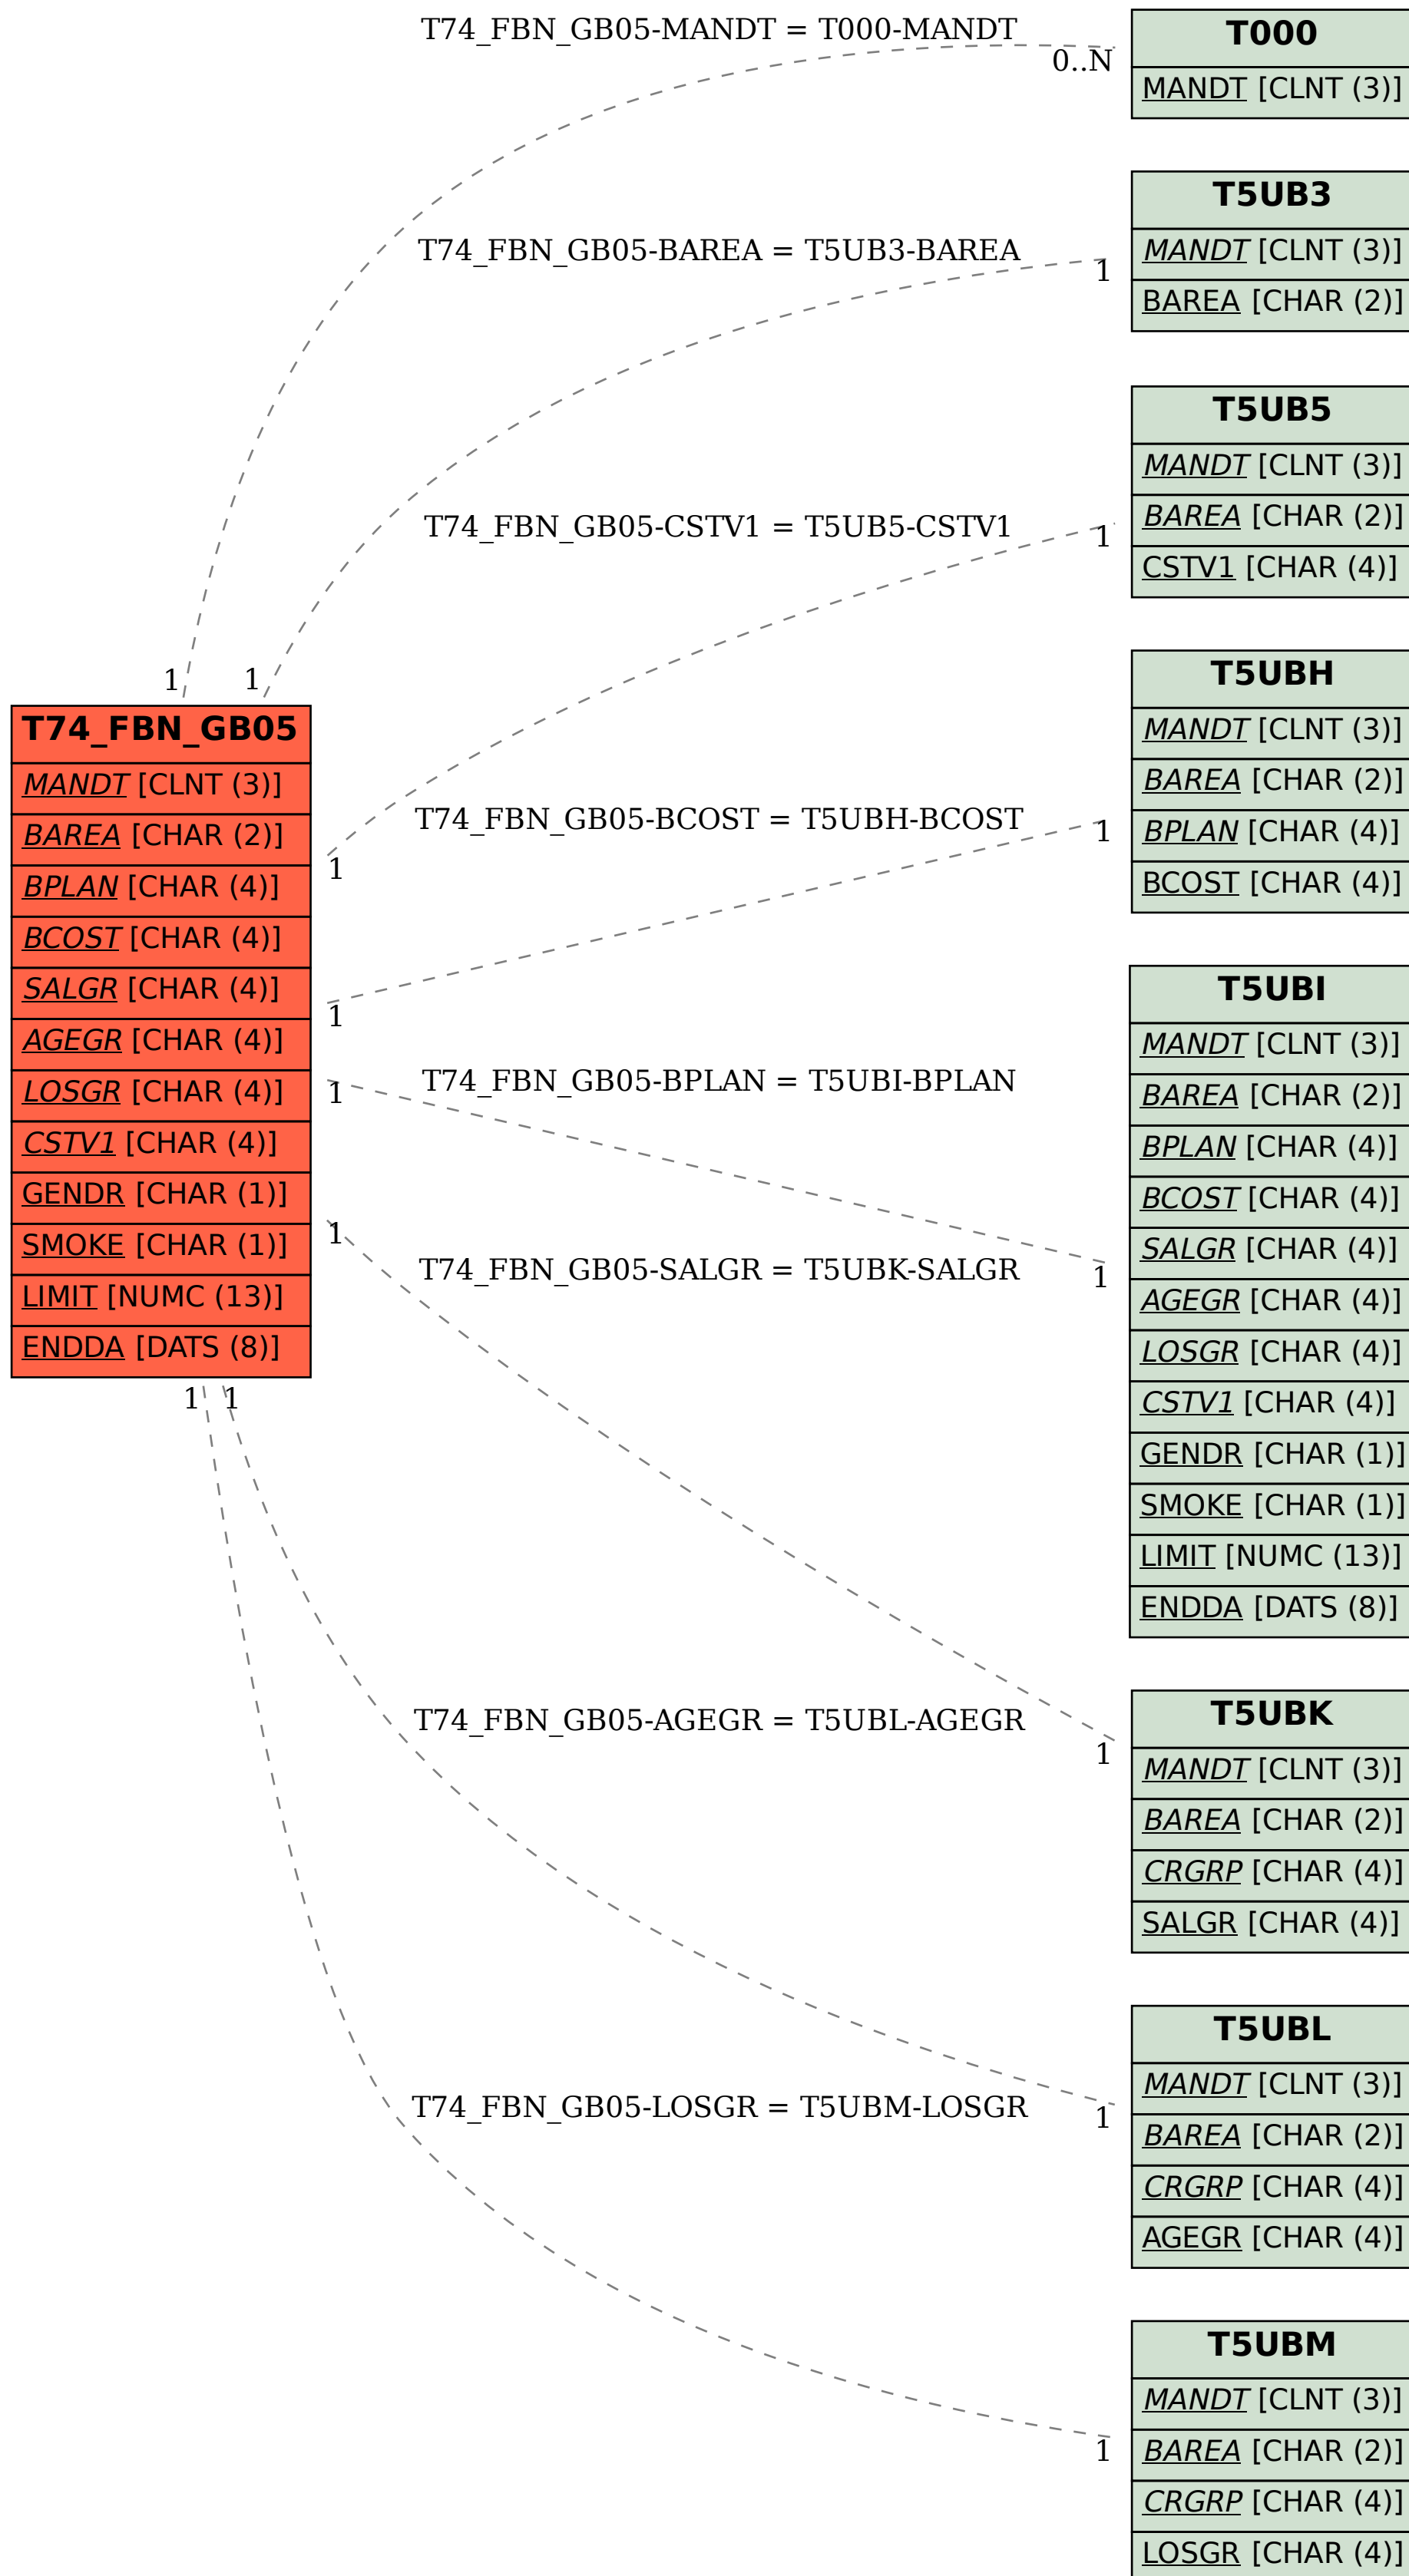 T74_FBN_GB05-MANDT = T000-MANDT
0..N
1
T000
MANDT [CLNT (3)]
T74_FBN_GB05-BAREA = T5UB3-BAREA
1
1
T5UB3
MANDT [CLNT (3)]
BAREA [CHAR (2)]
T74_FBN_GB05-CSTV1 = T5UB5-CSTV1
1
1
T5UB5
MANDT [CLNT (3)]
BAREA [CHAR (2)]
CSTV1 [CHAR (4)]
T74_FBN_GB05
MANDT [CLNT (3)]
BAREA [CHAR (2)]
BPLAN [CHAR (4)]
BCOST [CHAR (4)]
SALGR [CHAR (4)]
AGEGR [CHAR (4)]
LOSGR [CHAR (4)]
CSTV1 [CHAR (4)]
GENDR [CHAR (1)]
SMOKE [CHAR (1)]
LIMIT [NUMC (13)]
ENDDA [DATS (8)]
T74_FBN_GB05-BCOST = T5UBH-BCOST
1
1
T5UBH
MANDT [CLNT (3)]
BAREA [CHAR (2)]
BPLAN [CHAR (4)]
BCOST [CHAR (4)]
T74_FBN_GB05-BPLAN = T5UBI-BPLAN
1
1
T5UBI
MANDT [CLNT (3)]
BAREA [CHAR (2)]
BPLAN [CHAR (4)]
BCOST [CHAR (4)]
SALGR [CHAR (4)]
AGEGR [CHAR (4)]
LOSGR [CHAR (4)]
CSTV1 [CHAR (4)]
GENDR [CHAR (1)]
SMOKE [CHAR (1)]
LIMIT [NUMC (13)]
ENDDA [DATS (8)]
T74_FBN_GB05-SALGR = T5UBK-SALGR
1
1
T5UBK
MANDT [CLNT (3)]
BAREA [CHAR (2)]
CRGRP [CHAR (4)]
SALGR [CHAR (4)]
T74_FBN_GB05-AGEGR = T5UBL-AGEGR
1
1
T5UBL
MANDT [CLNT (3)]
BAREA [CHAR (2)]
CRGRP [CHAR (4)]
AGEGR [CHAR (4)]
T74_FBN_GB05-LOSGR = T5UBM-LOSGR
1
1
T5UBM
MANDT [CLNT (3)]
BAREA [CHAR (2)]
CRGRP [CHAR (4)]
LOSGR [CHAR (4)]